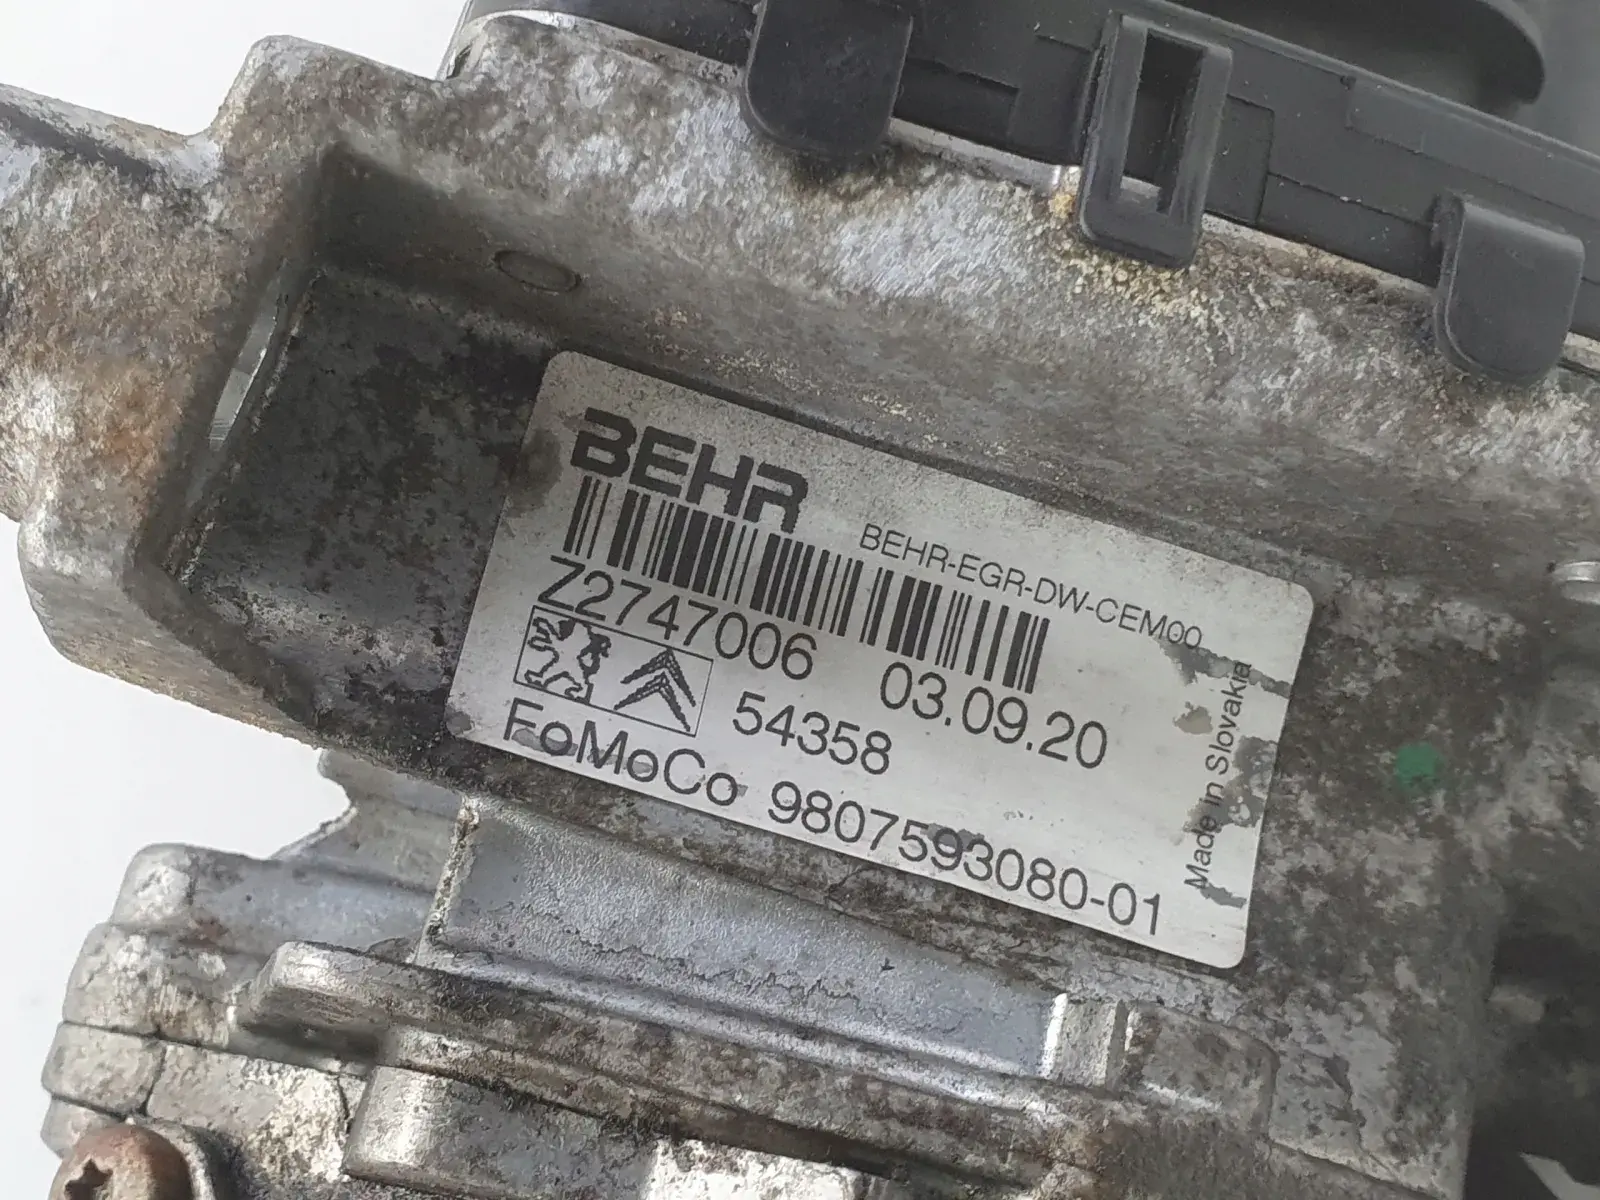 BEHR
BEHR-EGR-DW-CEM00
Z2747006 03.09.20
54358
FoMoCo 9807593080-01
Made in Slovakia